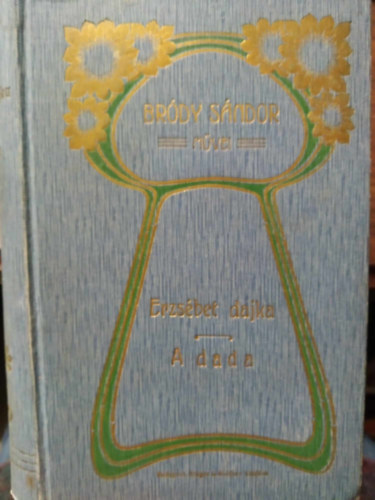 BRÓDY SÁNDOR
MŰVEI
Erzsébet dajka
A dada